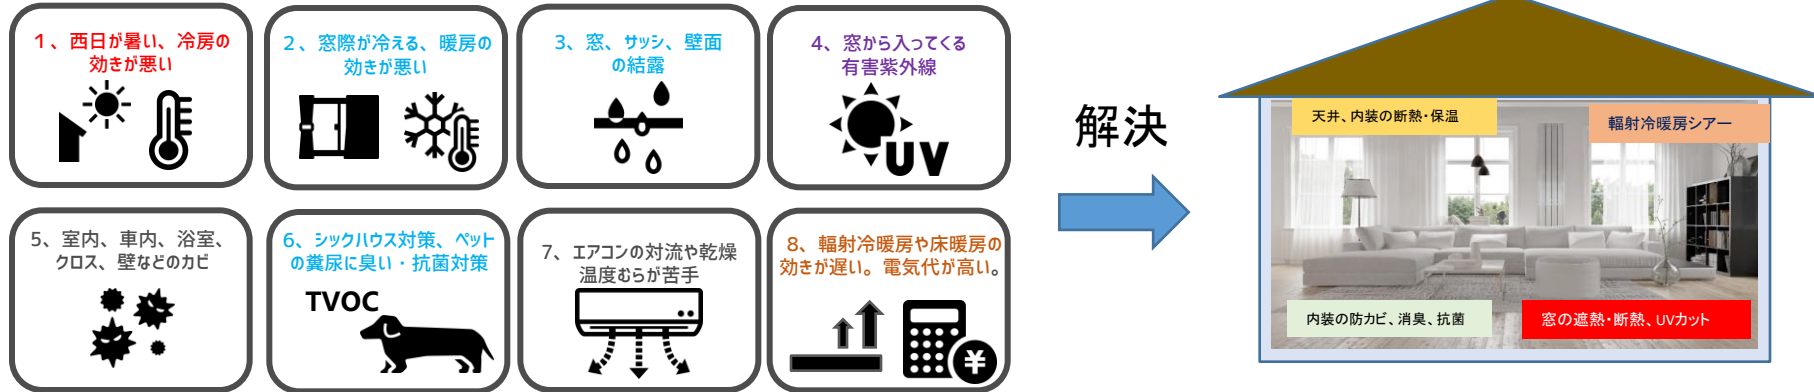 1、西日が暑い、冷房の
効きが悪い
2、窓際が冷える、暖房の
効きが悪い
3、窓、サッシ、壁面
の結露
4、窓から入ってくる
有害紫外線
UV
5、室内、車内、浴室、
クロス、壁などのカビ
6、シックハウス対策、ペット
の糞尿に臭い・抗菌対策
TVOC
7、エアコンの対流や乾燥
温度むらが苦手
8、輻射冷暖房や床暖房の
効きが遅い。電気代が高い。
¥
解決
天井、内装の断熱・保温
輻射冷暖房シアー
内装の防カビ、消臭、抗菌
窓の遮熱・断熱、UVカット